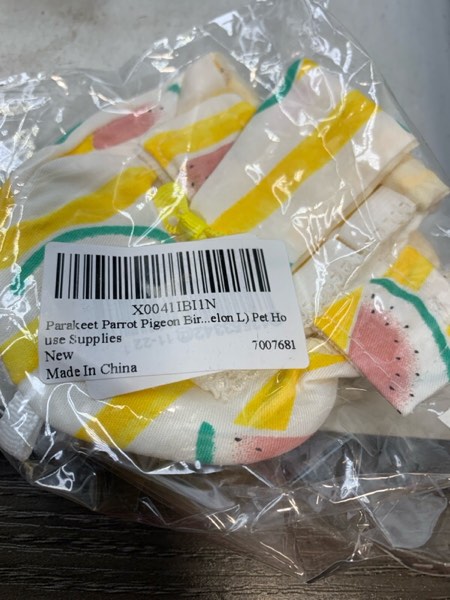 X0041IBI1N
Parakeet Parrot Pigeon Bir...elon L) Pet Ho
use Supplies
New
7007681
Made In China